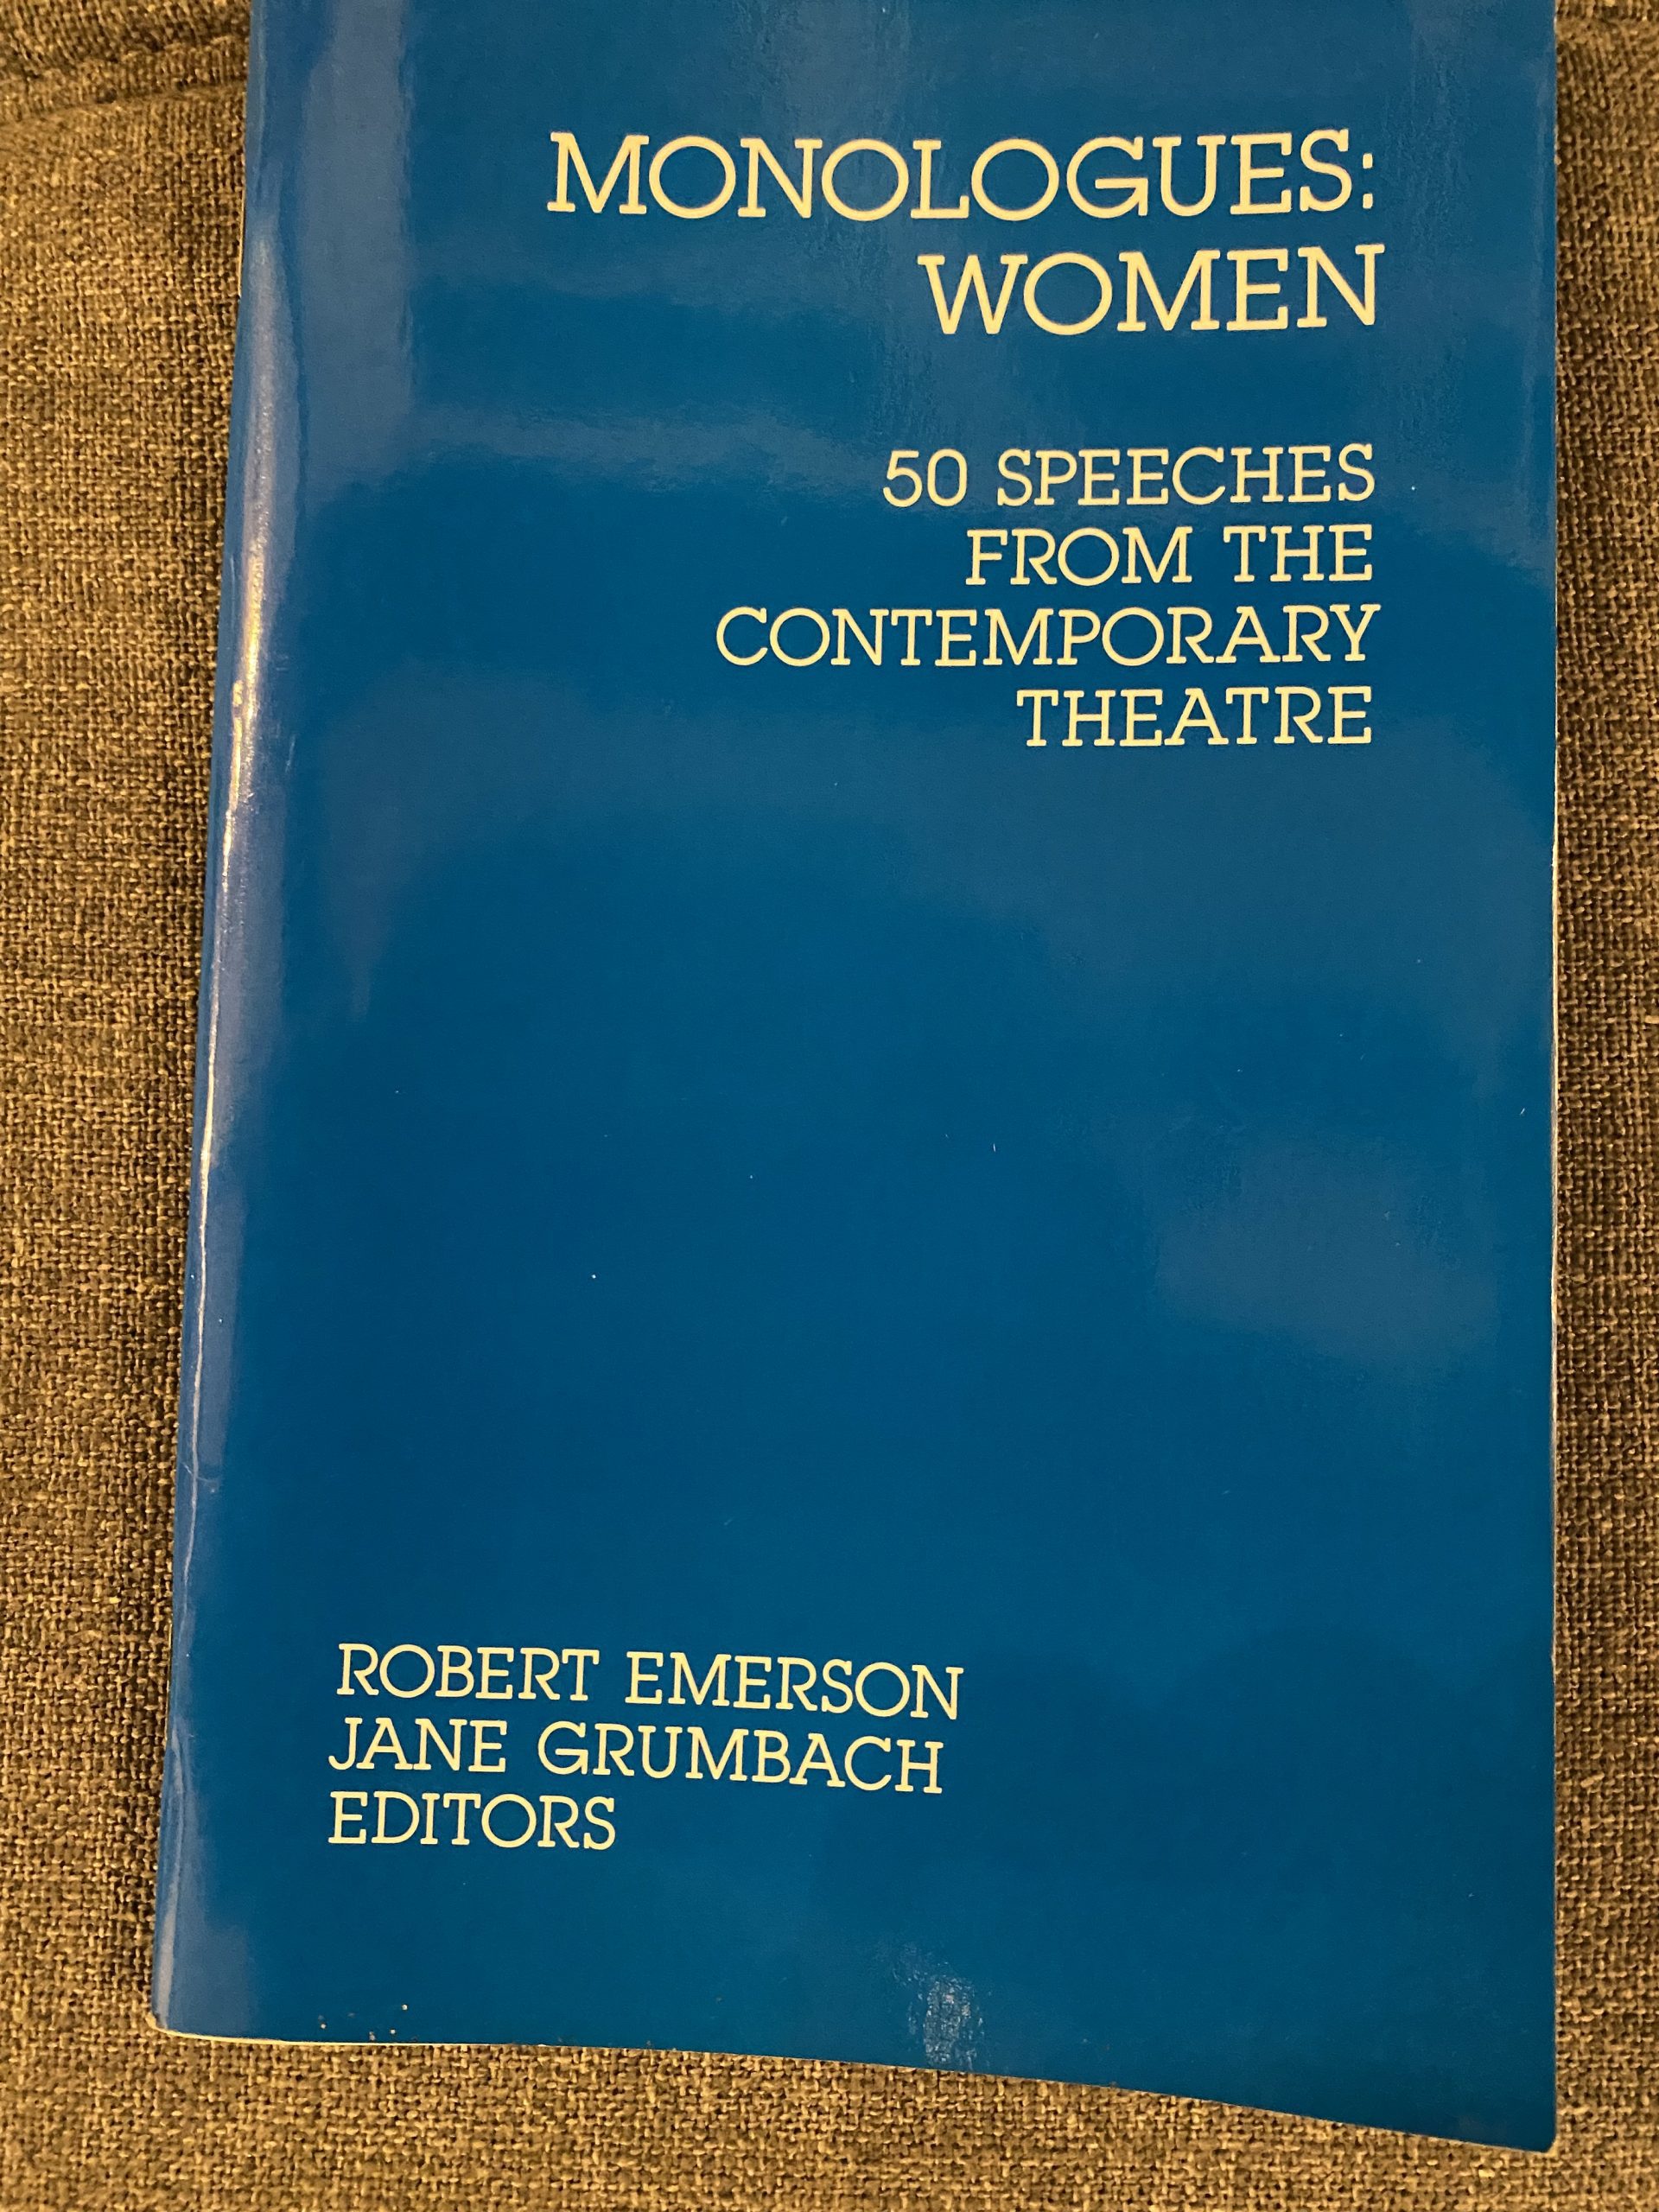 MONOLOGUES:
WOMEN
50 SPEECHES
FROM THE
CONTEMPORARY
THEATRE
ROBERT EMERSON
JANE GRUMBACH
EDITORS